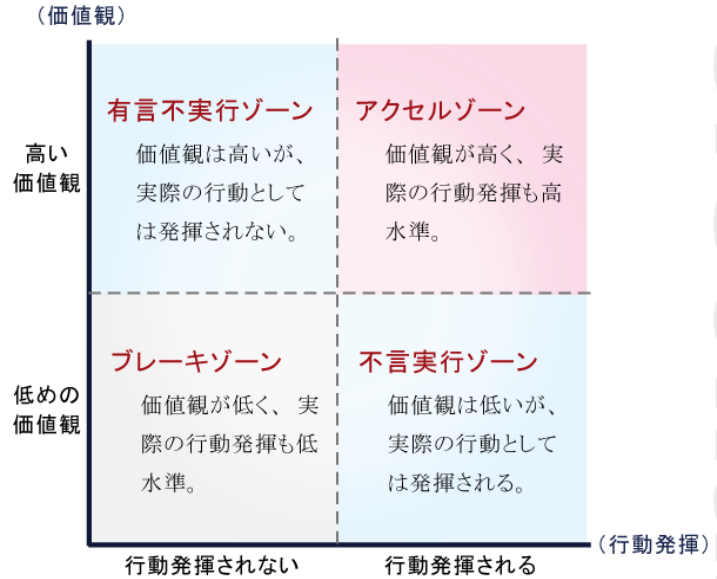 （価値観）
有言不実行ゾーン
価値観は高いが、
実際の行動として
は発揮されない。
アクセルゾーン
価値観が高く、実
際の行動発揮も高
水準。
高い
価値観
ブレーキゾーン
価値観が低く、実
際の行動発揮も低
水準。
不言実行ゾーン
価値観は低いが、
実際の行動として
は発揮される。
低めの
価値観
（行動発揮）
行動発揮されない
行動発揮される